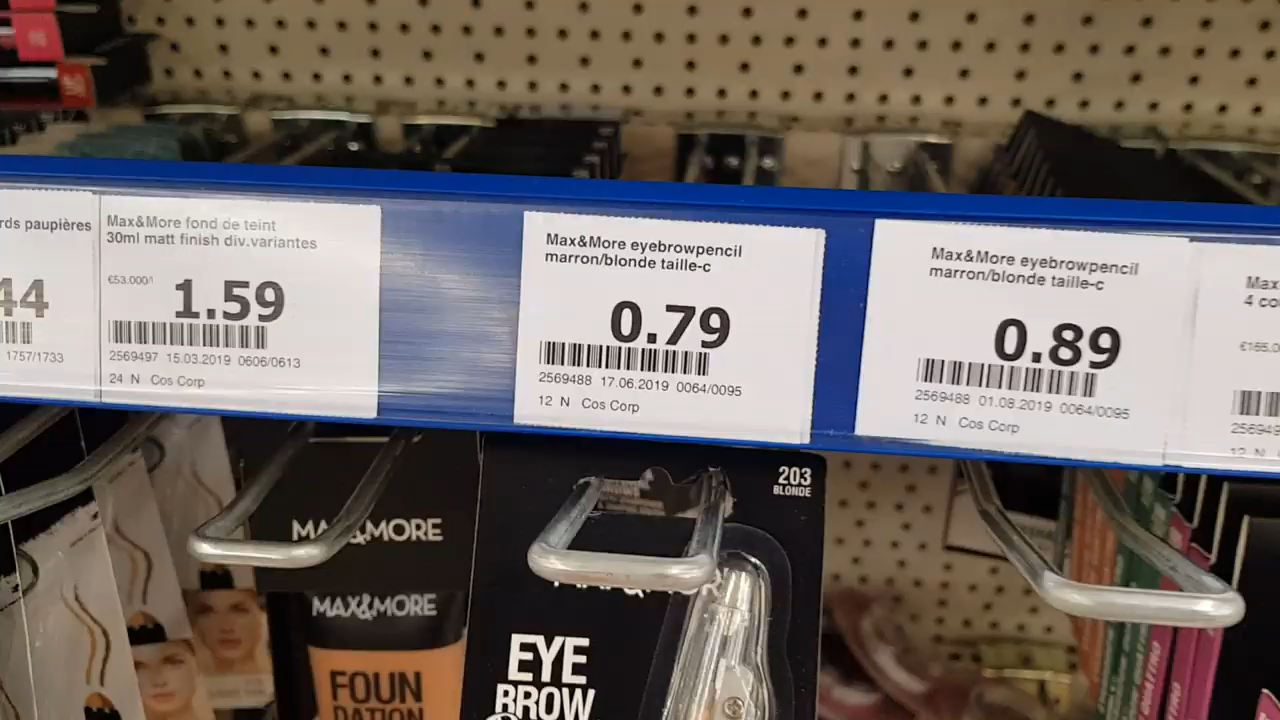 rds paupières
44
1757/1733
Max&More fond de teint
30ml matt finish div.variantes
€53.000/l
1.59
2569497 15.03.2019 0606/0613
24 N Cos Corp
Max&More eyebrowpencil
marron/blonde taille-c
0.79
2569488 17.06.2019 0064/0095
12 N Cos Corp
Max&More eyebrowpencil
marron/blonde taille-c
0.89
2569488 01.08.2019 0064/0095
12 N Cos Corp
Max
4 co
€165.0
256949
12 N
MAX&MORE
MAX&MORE
FOUN
DATION
203
BLONDE
EYE
BROW
QUATTRO